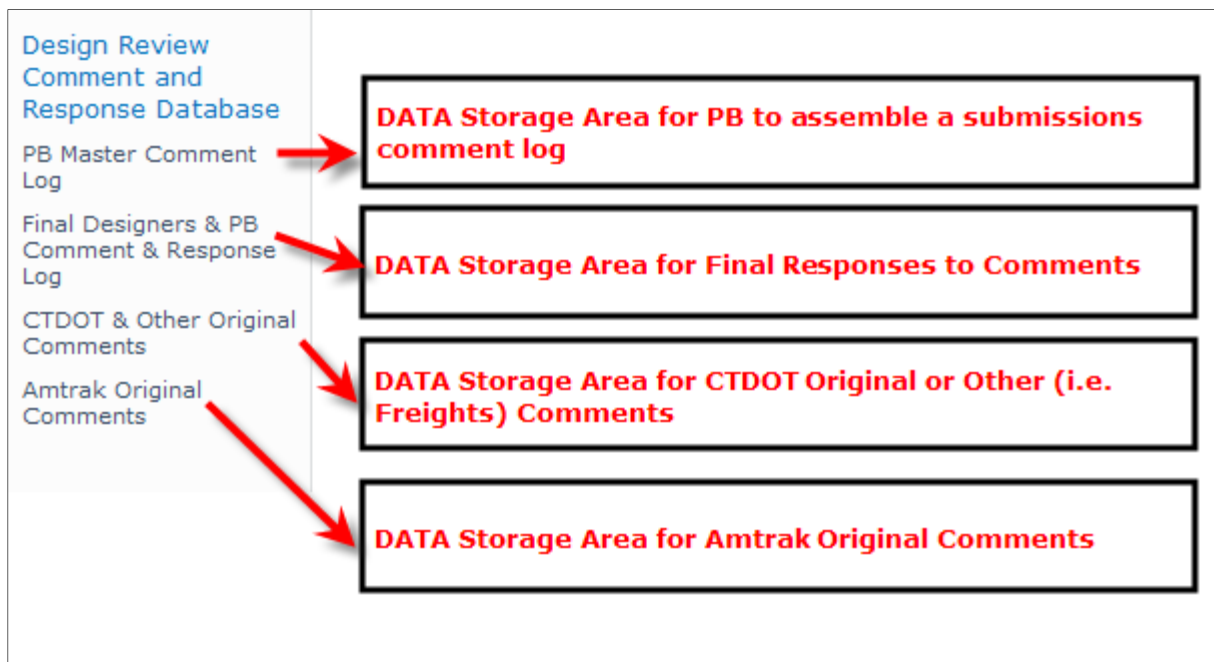 Design Review
Comment and
Response Database
PB Master Comment
Log
Final Designers & PB
Comment & Response
Log
CTDOT & Other Original
Comments
Amtrak Original
Comments
DATA Storage Area for PB to assemble a submissions
comment log
DATA Storage Area for Final Responses to Comments
DATA Storage Area for CTDOT Original or Other (i.e.
Freights) Comments
DATA Storage Area for Amtrak Original Comments